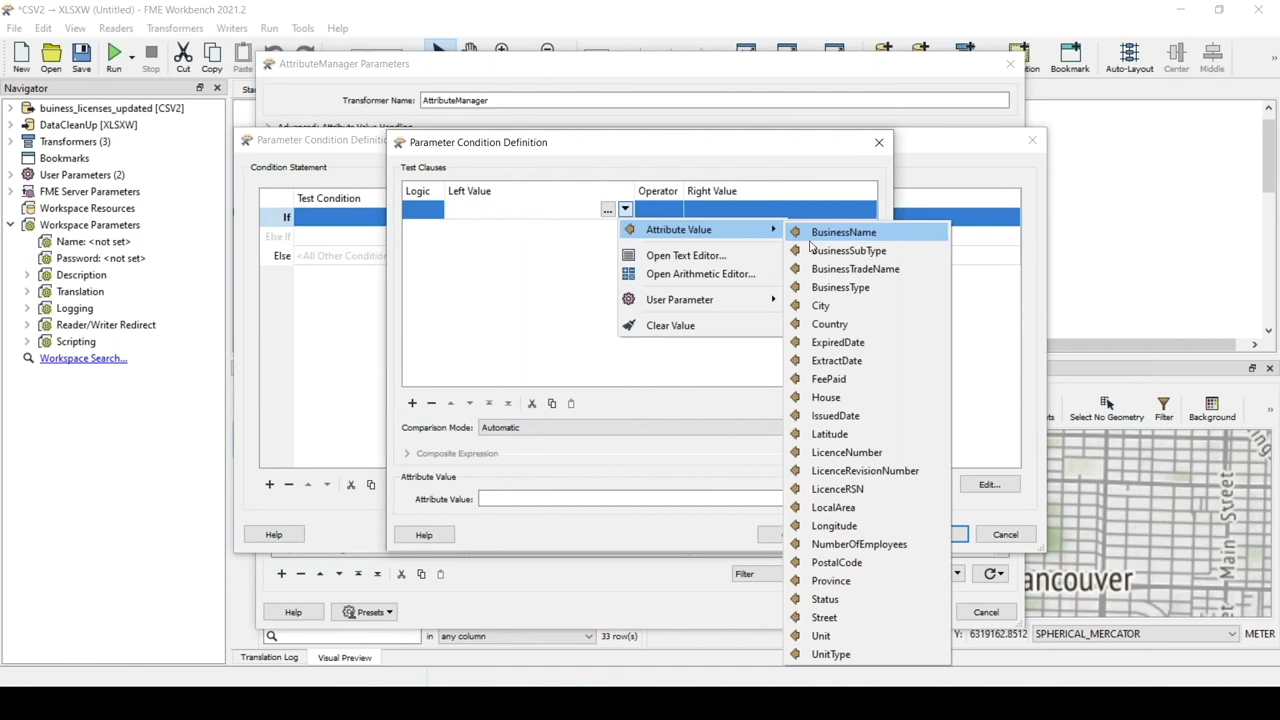 *CSV2 → XLSXW (Untitled) - FME Workbench 2021.2
File Edit View Readers Transformers Writers Run Tools Help
New Open Save Run Stop Cut Copy Paste Bookmark Auto-Layout Center Middle
Navigator
buiness_licenses_updated [CSV2]
DataCleanUp [XLSXW]
Transformers (3)
Bookmarks
User Parameters (2)
FME Server Parameters
Workspace Resources
Workspace Parameters
Name: <not set>
Password: <not set>
Description
Translation
Logging
Reader/Writer Redirect
Scripting
Workspace Search...
AttributeManager Parameters
Transformer Name: AttributeManager
Parameter Condition Definition
Condition Statement
Test Condition
If
Else If
Else <All Other Condition
Edit...
Help Cancel
Parameter Condition Definition
Test Clauses
Logic Left Value Operator Right Value
...
Attribute Value
Open Text Editor...
Open Arithmetic Editor...
User Parameter
Clear Value
BusinessName
BusinessSubType
BusinessTradeName
BusinessType
City
Country
ExpiredDate
ExtractDate
FeePaid
House
IssuedDate
Latitude
LicenceNumber
LicenceRevisionNumber
LicenceRSN
LocalArea
Longitude
NumberOfEmployees
PostalCode
Province
Status
Street
Unit
UnitType
Comparison Mode: Automatic
Composite Expression
Attribute Value
Attribute Value:
Help
Filter
Help Presets Cancel
in any column 33 row(s)
Translation Log Visual Preview
Select No Geometry Filter Background
Main Street
ancouver
Y: 6319162.8512 SPHERICAL_MERCATOR METER